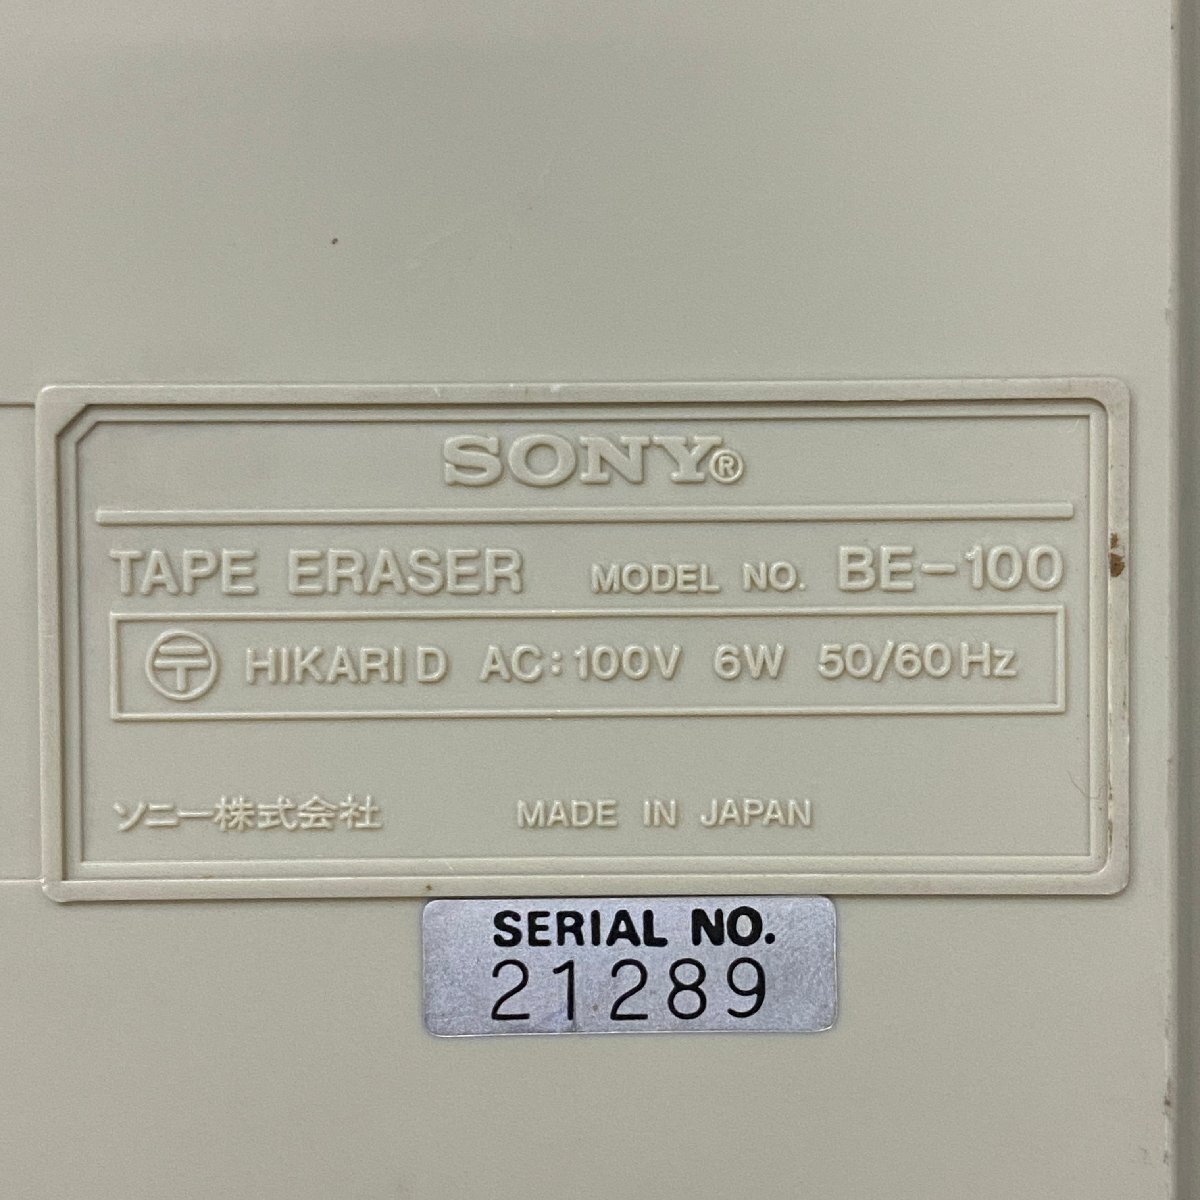 SONY®
TAPE ERASER MODEL NO. BE-100
〶 HIKARI D AC:100V 6W 50/60Hz
ソニー株式会社 MADE IN JAPAN
SERIAL NO.
21289